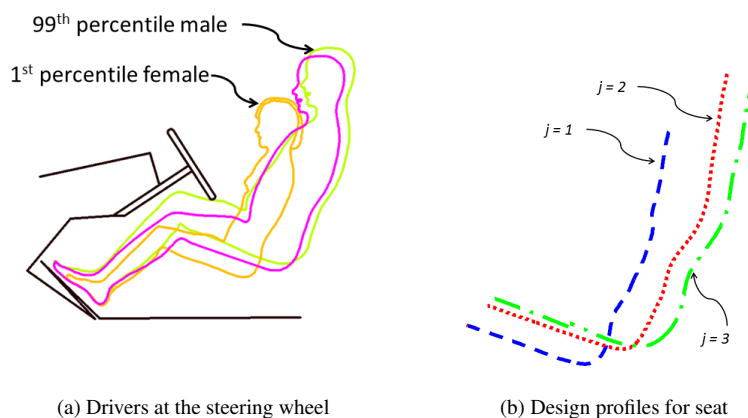 99th percentile male
1st percentile female
j = 2
j = 1
j = 3
(a) Drivers at the steering wheel
(b) Design profiles for seat